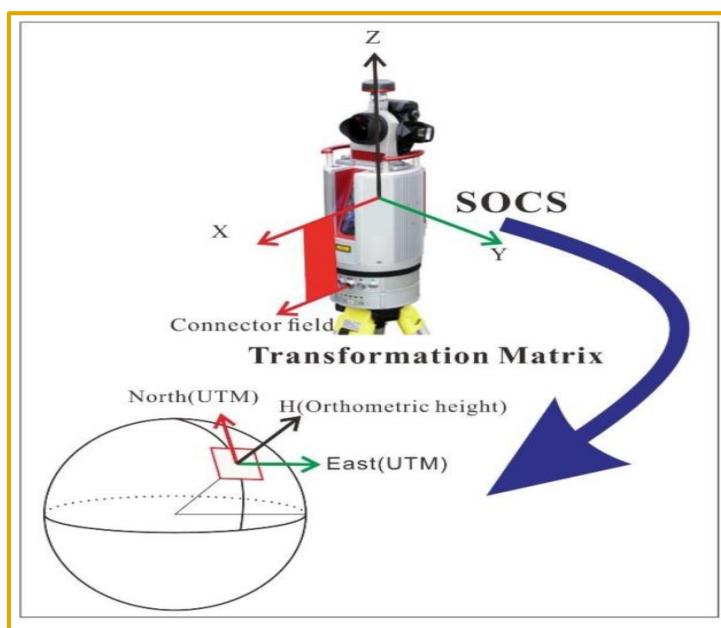 Z
SOCS
X
Y
Connector field
Transformation Matrix
North(UTM)
H(Orthometric height)
East(UTM)